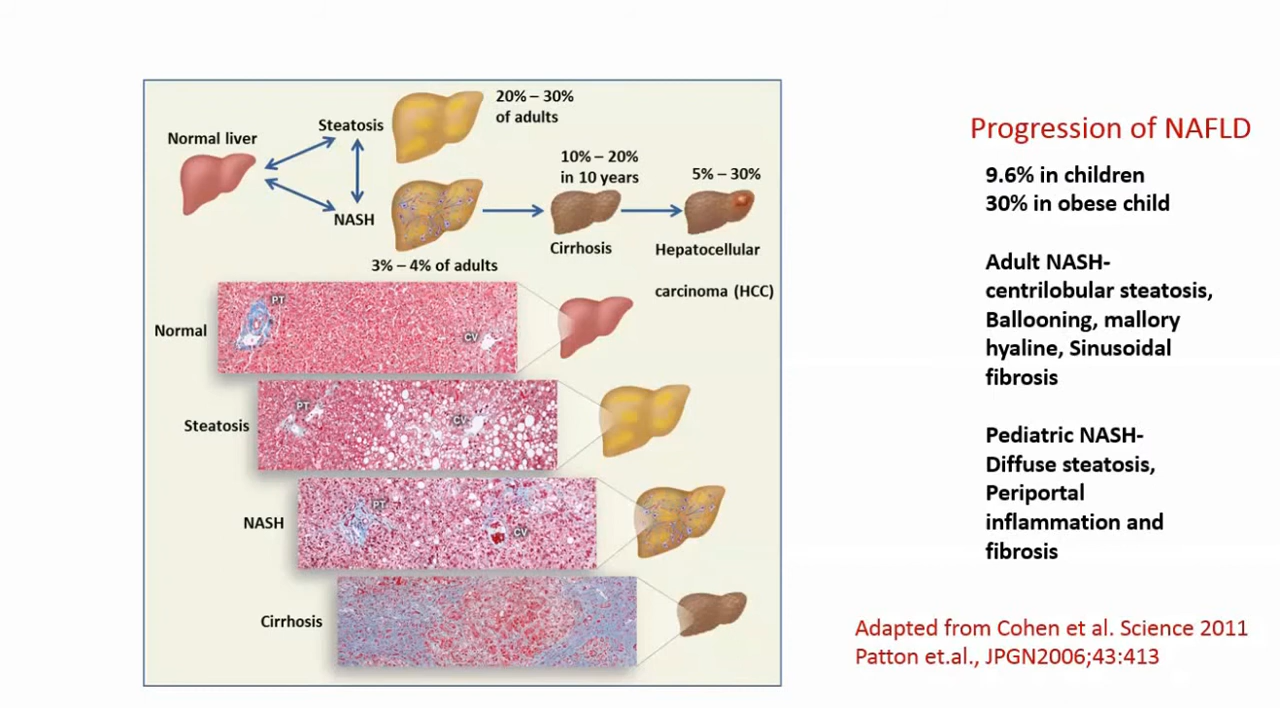 Progression of NAFLD
20% – 30%
of adults
Steatosis
Normal liver
10% – 20%
in 10 years
5% – 30%
NASH
Cirrhosis
Hepatocellular
3% – 4% of adults
carcinoma (HCC)
Normal
PT
CV
Steatosis
PT
CV
NASH
PT
CV
Cirrhosis
9.6% in children
30% in obese child
Adult NASH-
centrilobular steatosis,
Ballooning, mallory
hyaline, Sinusoidal
fibrosis
Pediatric NASH-
Diffuse steatosis,
Periportal
inflammation and
fibrosis
Adapted from Cohen et al. Science 2011
Patton et.al., JPGN2006;43:413